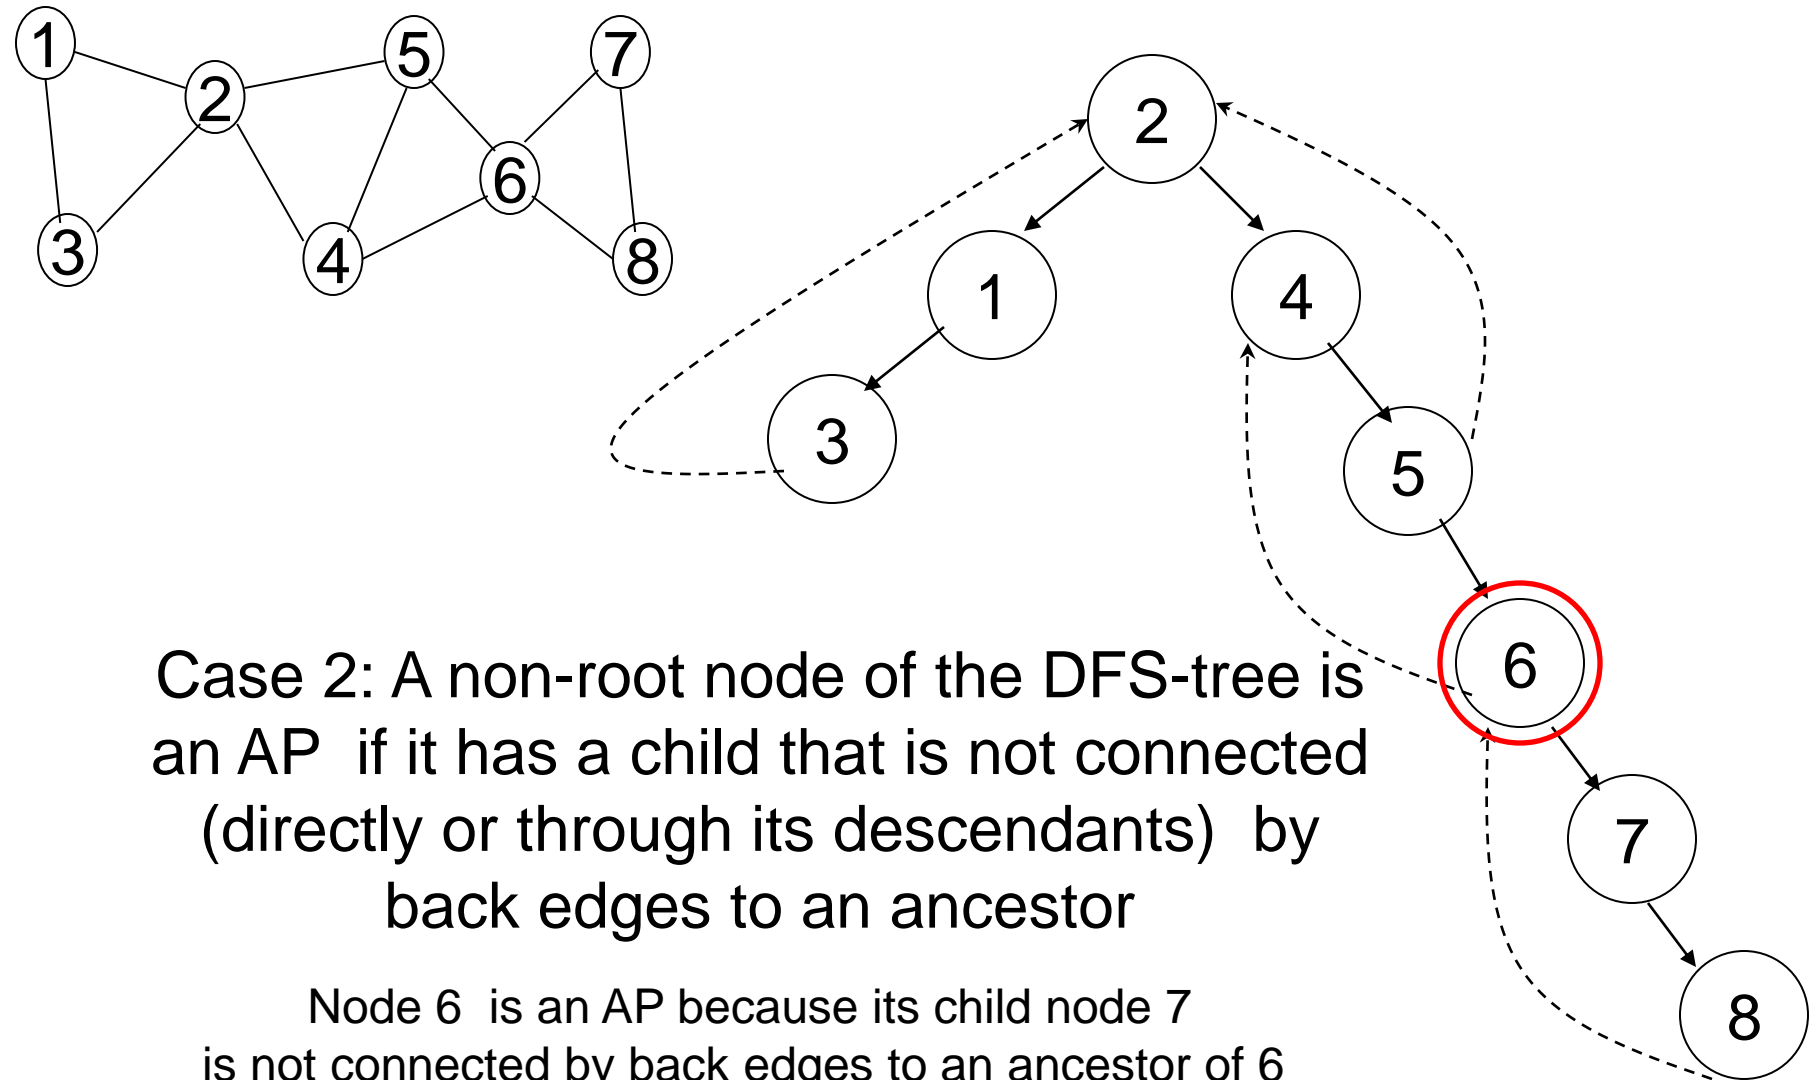 1
5
7
2
6
3
4
8
2
1
4
3
5
6
7
8
Case 2: A non-root node of the DFS-tree is
an AP  if it has a child that is not connected
(directly or through its descendants)  by
back edges to an ancestor
Node 6  is an AP because its child node 7
is not connected by back edges to an ancestor of 6